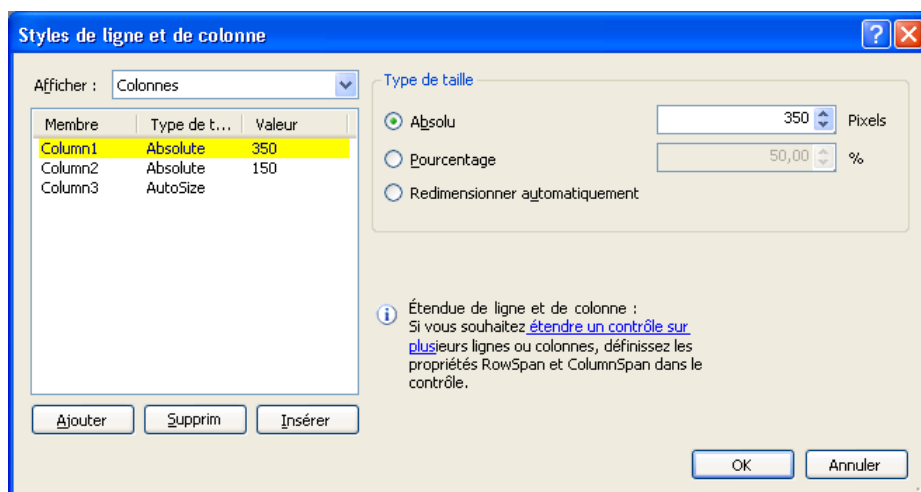 Styles de ligne et de colonne
Afficher :
Colonnes
Membre Type de t... Valeur
Column1 Absolute 350
Column2 Absolute 150
Column3 AutoSize
Ajouter
Supprim
Insérer
Type de taille
Absolu
350
Pixels
Pourcentage
50,00
%
Redimensionner automatiquement
Étendue de ligne et de colonne :
Si vous souhaitez étendre un contrôle sur
plusieurs lignes ou colonnes, définissez les
propriétés RowSpan et ColumnSpan dans le
contrôle.
OK
Annuler